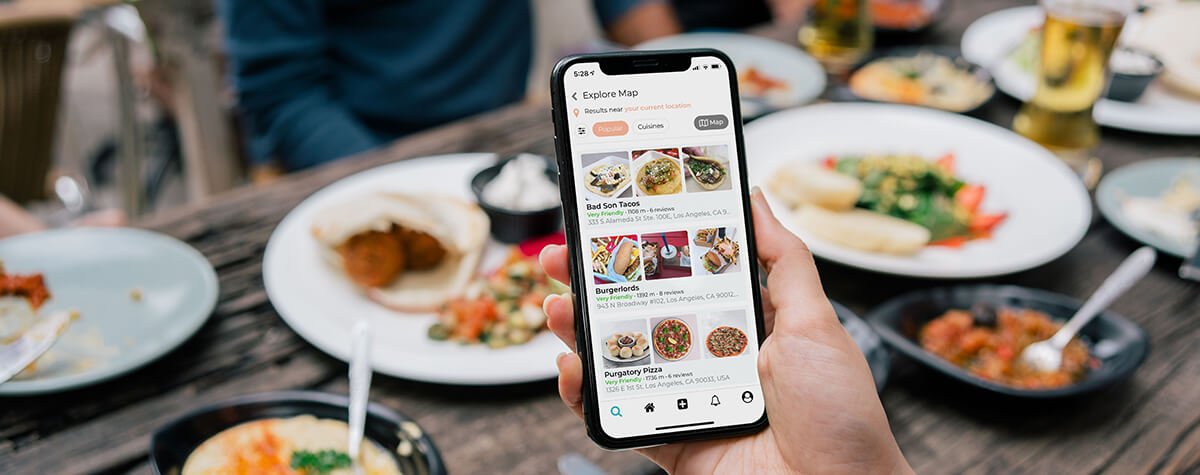 5:28
Explore Map
Results near your current location
Popular
Cuisines
Map
Bad Son Tacos
Very Friendly • 1108 m • 6 reviews
333 S Alameda St Ste. 100E, Los Angeles, CA 9...
Burgerlords
Very Friendly • 1392 m • 8 reviews
943 N Broadway #102, Los Angeles, CA 9001...
Purgatory Pizza
Very Friendly • 1736 m • 6 reviews
1326 E 1st St, Los Angeles, CA 90033, USA